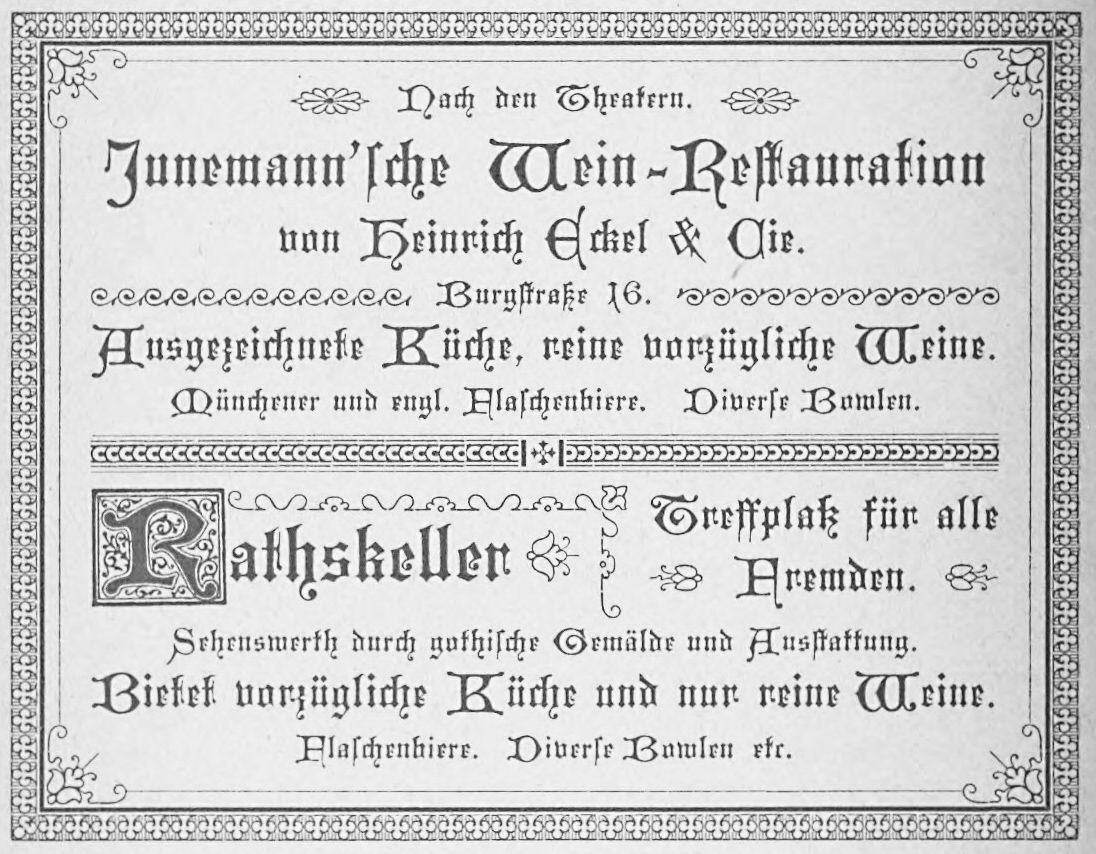 Nach den Theatern.
Junemann'sche Wein-Restauration
von Heinrich Eckel & Cie.
Burgstraße 16.
Ausgezeichnete Küche, reine vorzügliche Weine.
Münchener und engl. Flaschenbiere. Diverse Bowlen.
Rathskeller
Treffplatz für alle
Fremden.
Sehenswerth durch gothische Gemälde und Ausstattung.
Bietet vorzügliche Küche und nur reine Weine.
Flaschenbiere. Diverse Bowlen etc.